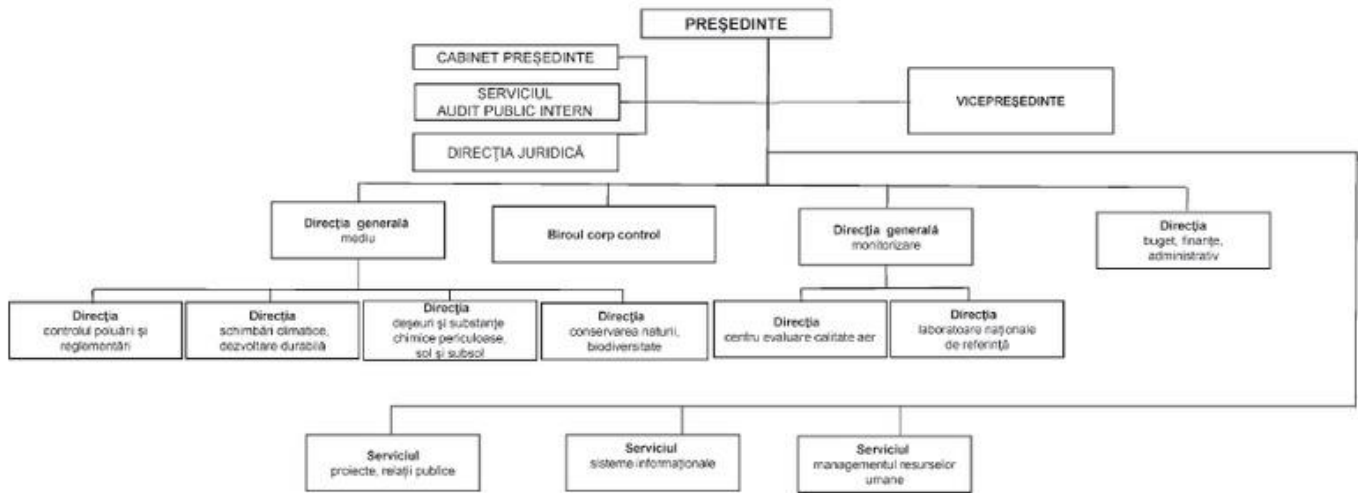 PREŞEDINTE
CABINET PREŞEDINTE
SERVICIUL
AUDIT PUBLIC INTERN
VICEPREŞEDINTE
DIRECŢIA JURIDICĂ
Direcţia generală
mediu
Biroul corp control
Direcţia generală
monitorizare
Direcţia
buget, finanţe,
administrativ
Direcţia
controlul poluării şi
reglementări
Direcţia
schimbări climatice,
dezvoltare durabilă
Direcţia
deşeuri şi substanţe
chimice periculoase,
sol şi subsol
Direcţia
conservarea naturii,
biodiversitate
Direcţia
centru evaluare calitate aer
Direcţia
laboratoare naţionale
de referinţă
Serviciul
proiecte, relaţii publice
Serviciul
sisteme informaţionale
Serviciul
managementul resurselor
umane